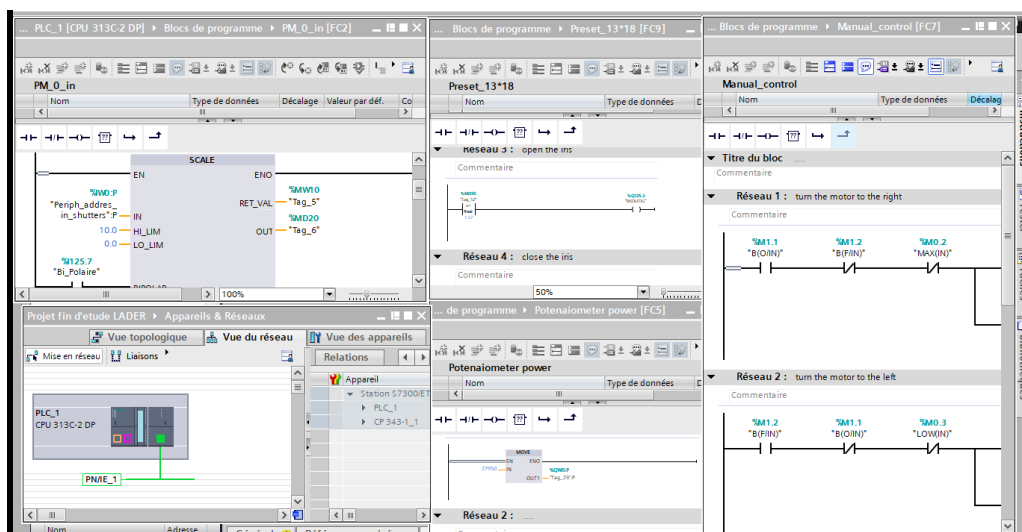 ... PLC_1 [CPU 313C-2 DP] ▸ Blocs de programme ▸ PM_0_in [FC2]
PM_0_in
Nom Type de données Décalage Valeur par déf. Co
SCALE
EN ENO
%IW0:P
"Periph_addres_
in_shutters":P
IN
10.0 HI_LIM
0.0 LO_LIM
%I125.7
"Bi_Polaire"
%MW10
RET_VAL "Tag_5"
%MD20
OUT "Tag_6"
100%
... Blocs de programme ▸ Preset_13*18 [FC9]
Preset_13*18
Nom Type de données D
Réseau 3 : open the iris
Commentaire
Réseau 4 : close the iris
Commentaire
50%
... Blocs de programme ▸ Manual_control [FC7]
Manual_control
Nom Type de données Décalag
Titre du bloc ......
Commentaire
Réseau 1 : turn the motor to the right
Commentaire
%M1.1 %M1.2 %M0.2
"B(O/IN)" "B(F/IN)" "MAX(IN)"
Réseau 2 : turn the motor to the left
Commentaire
%M1.2 %M1.1 %M0.3
"B(F/IN)" "B(O/IN)" "LOW(IN)"
Projet fin d'etude LADER ▸ Appareils & Réseaux
Vue topologique Vue du réseau Vue des appareils
Mise en réseau Liaisons Relations
Appareil
Station S7300/ET
PLC_1
CP 343-1_1
PLC_1
CPU 313C-2 DP
PN/IE_1
Nom Adresse
... de programme ▸ Potenaiometer power [FC5]
Potenaiometer power
Nom Type de données D
MOVE
EN ENO
27950 IN
%QW0:P
OUT1 "Tag_28":P
Réseau 2 : ......